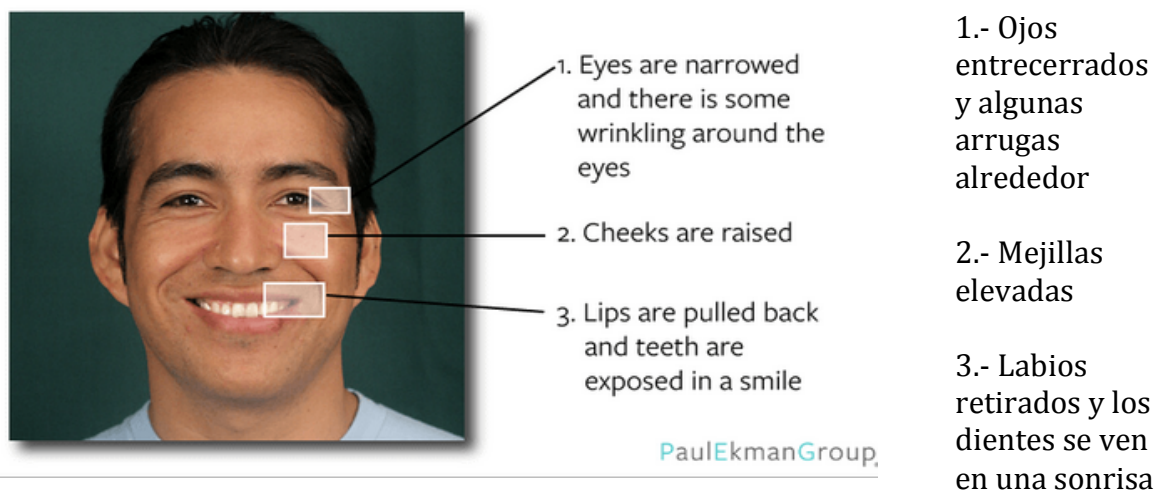 1. Eyes are narrowed
and there is some
wrinkling around the
eyes
2. Cheeks are raised
3. Lips are pulled back
and teeth are
exposed in a smile
PaulEkmanGroup
1.- Ojos
entrecerrados
y algunas
arrugas
alrededor
2.- Mejillas
elevadas
3.- Labios
retirados y los
dientes se ven
en una sonrisa